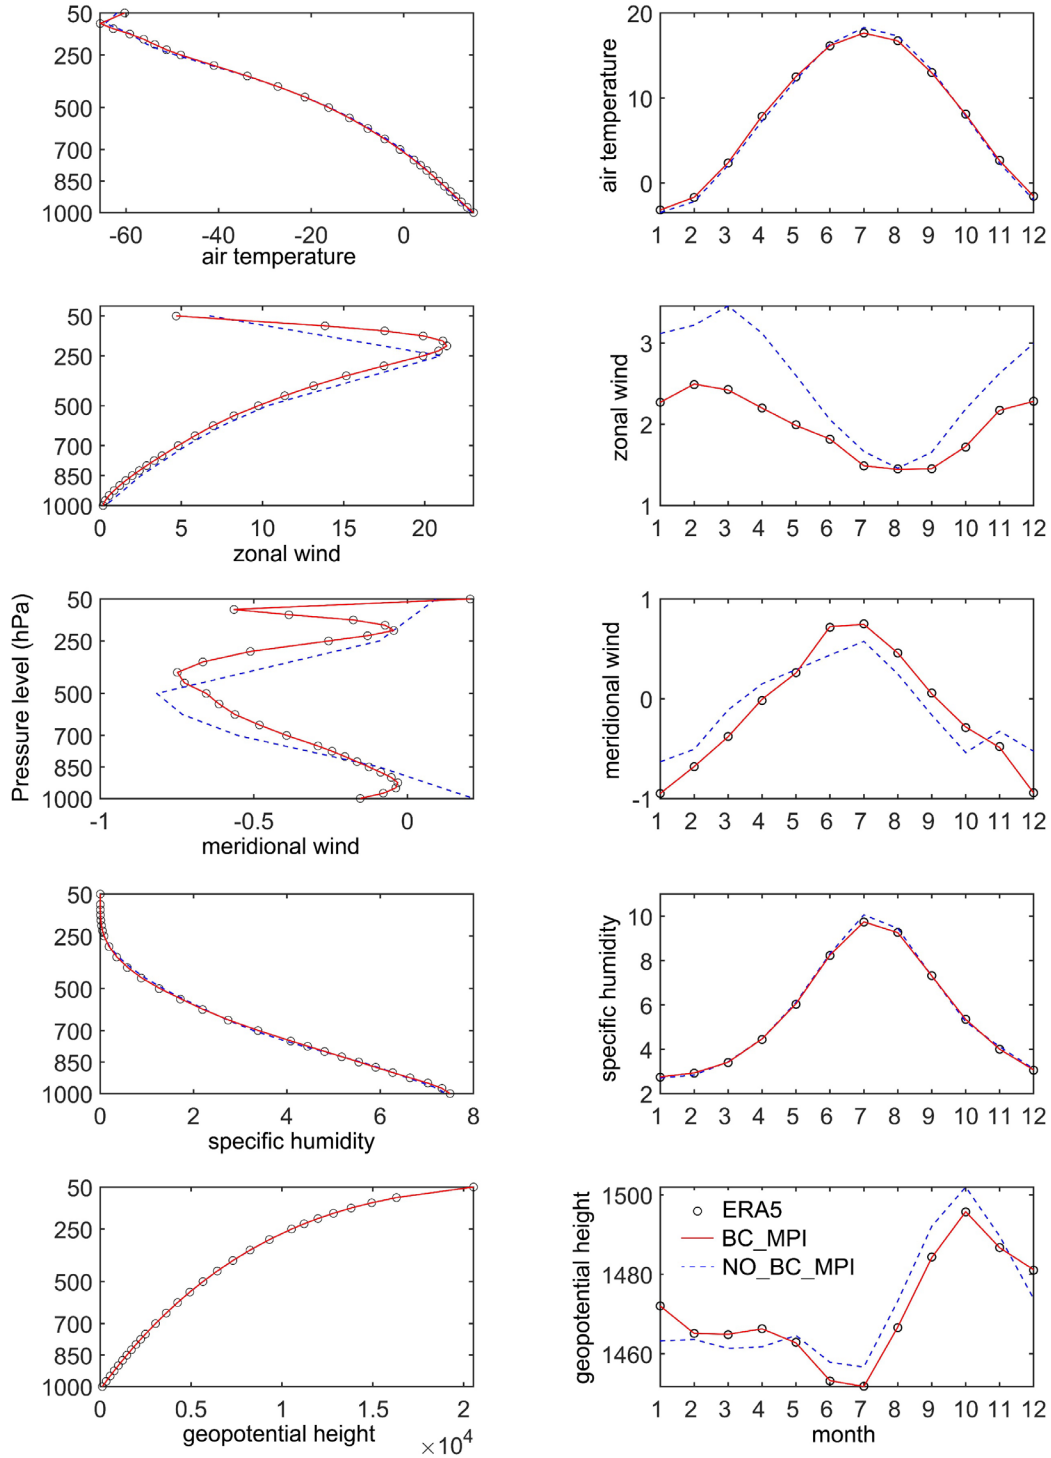 50
250
500
700
850
1000
-60 -40 -20 0
air temperature
20
10
0
air temperature
1 2 3 4 5 6 7 8 9 10 11 12
50
250
500
700
850
1000
0 5 10 15 20
zonal wind
3
2
1
zonal wind
1 2 3 4 5 6 7 8 9 10 11 12
Pressure level (hPa)
50
250
500
700
850
1000
-1 -0.5 0
meridional wind
1
0
-1
meridional wind
1 2 3 4 5 6 7 8 9 10 11 12
50
250
500
700
850
1000
0 2 4 6 8
specific humidity
10
8
6
4
2
specific humidity
1 2 3 4 5 6 7 8 9 10 11 12
50
250
500
700
850
1000
0 0.5 1 1.5 2
geopotential height
×10⁴
1500
1480
1460
geopotential height
ERA5
BC_MPI
NO_BC_MPI
1 2 3 4 5 6 7 8 9 10 11 12
month